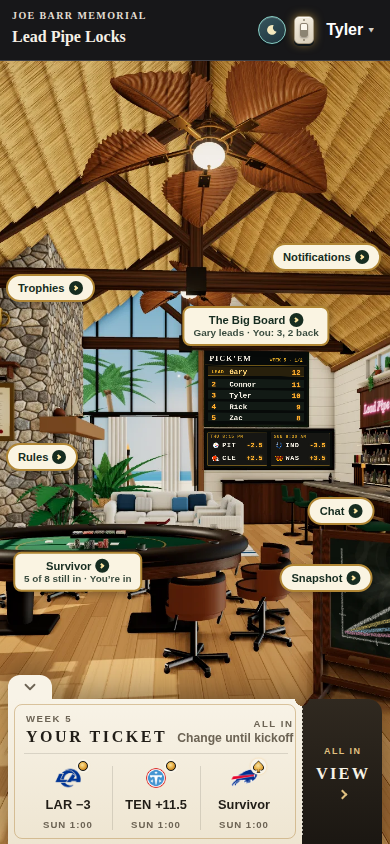 JOE BARR MEMORIAL
Lead Pipe Locks
Tyler
Notifications
Trophies
The Big Board
Gary leads · You: 3, 2 back
PICK'EM
LEAD Gary 12
2 Connor 11
3 Tyler 10
4 Rick 9
5 Zac 8
PIT -2.5
CLE +2.5
IND -3.5
WAS +3.5
Lead Pipe
Rules
Chat
Survivor
5 of 8 still in · You're in
Snapshot
WEEK 5
YOUR TICKET
ALL IN
Change until kickoff
LAR −3
SUN 1:00
TEN +11.5
SUN 1:00
Survivor
SUN 1:00
ALL IN
VIEW